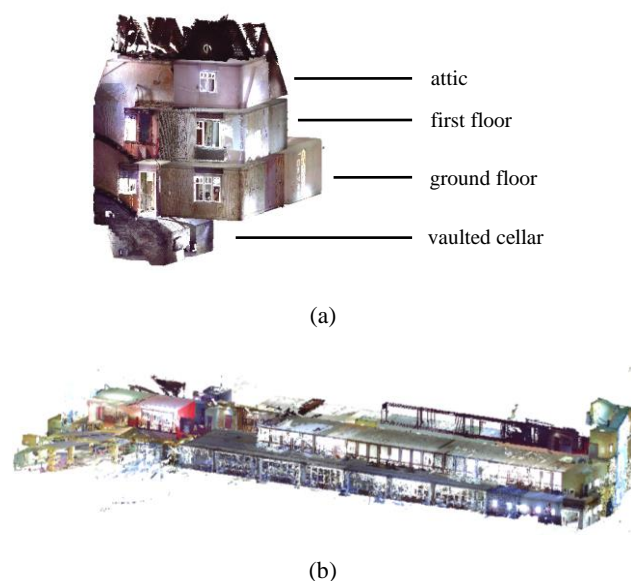 attic
first floor
ground floor
vaulted cellar
(a)
(b)